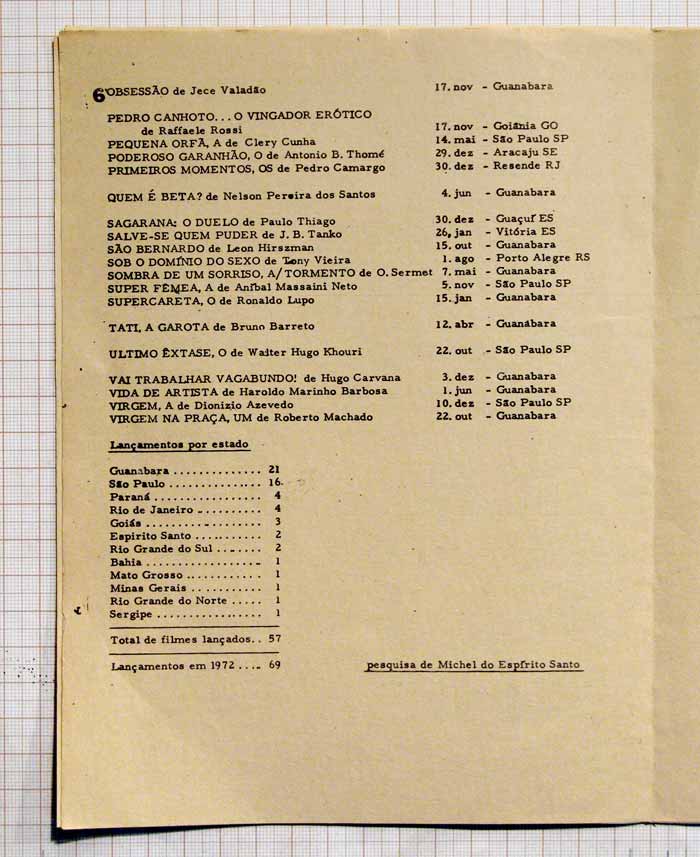 6 OBSESSÃO de Jece Valadão 17. nov - Guanabara
PEDRO CANHOTO... O VINGADOR ERÓTICO
de Raffaele Rossi 17. nov - Goiânia GO
PEQUENA ORFÃ, A de Clery Cunha 14. mai - São Paulo SP
PODEROSO GARANHÃO, O de Antonio B. Thomé 29. dez - Aracaju SE
PRIMEIROS MOMENTOS, OS de Pedro Camargo 30. dez - Resende RJ
QUEM É BETA? de Nelson Pereira dos Santos 4. jun - Guanabara
SAGARANA: O DUELO de Paulo Thiago 30. dez - Guaçuí ES
SALVE-SE QUEM PUDER de J. B. Tanko 26, jan - Vitória ES
SÃO BERNARDO de Leon Hirszman 15. out - Guanabara
SOB O DOMÍNIO DO SEXO de Tony Vieira 1. ago - Porto Alegre RS
SOMBRA DE UM SORRISO, A/ TORMENTO de O. Sermet 7. mai - Guanabara
SUPER FÊMEA, A de Aníbal Massaini Neto 5. nov - São Paulo SP
SUPERCARETA, O de Ronaldo Lupo 15. jan - Guanabara
TATI, A GAROTA de Bruno Barreto 12. abr - Guanabara
ULTIMO ÊXTASE, O de Walter Hugo Khouri 22. out - São Paulo SP
VAI TRABALHAR VAGABUNDO! de Hugo Carvana 3. dez - Guanabara
VIDA DE ARTISTA de Haroldo Marinho Barbosa 1. jun - Guanabara
VIRGEM, A de Dionízio Azevedo 10. dez - São Paulo SP
VIRGEM NA PRAÇA, UM de Roberto Machado 22. out - Guanabara
Lançamentos por estado
Guanabara .............. 21
São Paulo ............... 16
Paraná ................. 4
Rio de Janeiro .......... 4
Goiás ................... 3
Espirito Santo ........... 2
Rio Grande do Sul ....... 2
Bahia ................... 1
Mato Grosso ............ 1
Minas Gerais ........... 1
Rio Grande do Norte ..... 1
Sergipe ................. 1
Total de filmes lançados.. 57
Lançamentos em 1972 .... 69
pesquisa de Michel do Espírito Santo